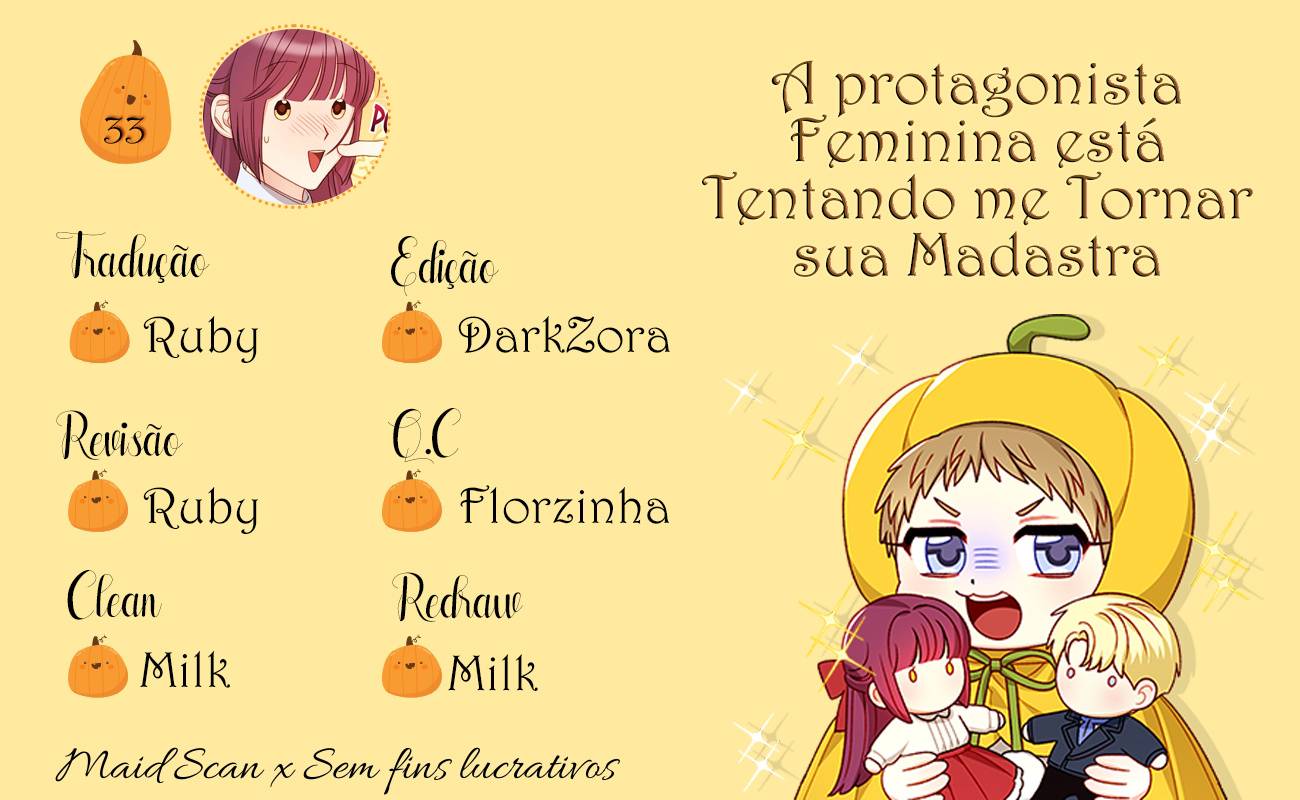 33
A protagonista
Feminina está
Tentando me Tornar
sua Madastra
Tradução
Ruby
Edição
DarkZora
Revisão
Ruby
Q.C
Florzinha
Clean
Milk
Redraw
Milk
Maid Scan x Sem fins lucrativos